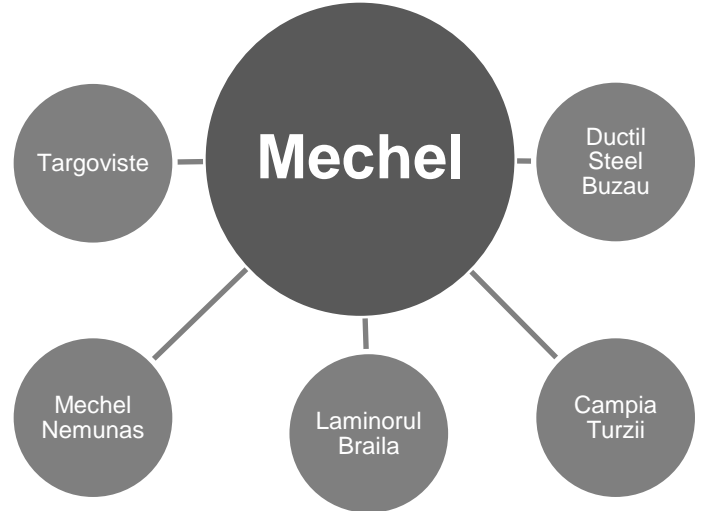 Mechel
Targoviste
Ductil
Steel
Buzau
Mechel
Nemunas
Laminorul
Braila
Campia
Turzii